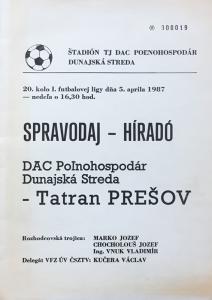 № 300019
ŠTADIÓN TJ DAC POĽNOHOSPODÁR
DUNAJSKÁ STREDA
20. kolo I. futbalovej ligy dňa 5. apríla 1987
— nedeľa o 16,30 hod.
SPRAVODAJ – HÍRADÓ
DAC Poľnohospodár
Dunajská Streda
- Tatran PREŠOV
Rozhodcovská trojica: MARKO JOZEF
CHOCHOLOUŠ JOZEF
Ing. VNUK VLADIMÍR
Delegát VFZ ÚV ČSZTV: KUČERA VÁCLAV